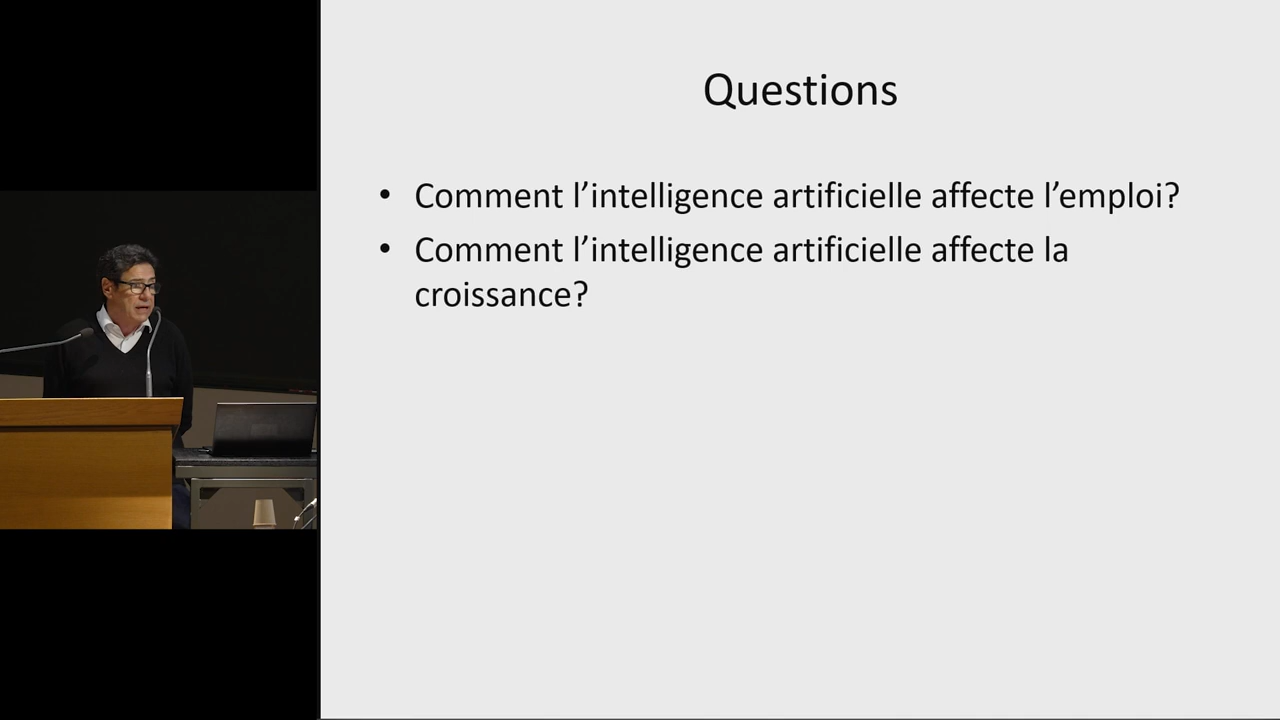 Questions
• Comment l’intelligence artificielle affecte l’emploi?
• Comment l’intelligence artificielle affecte la
croissance?